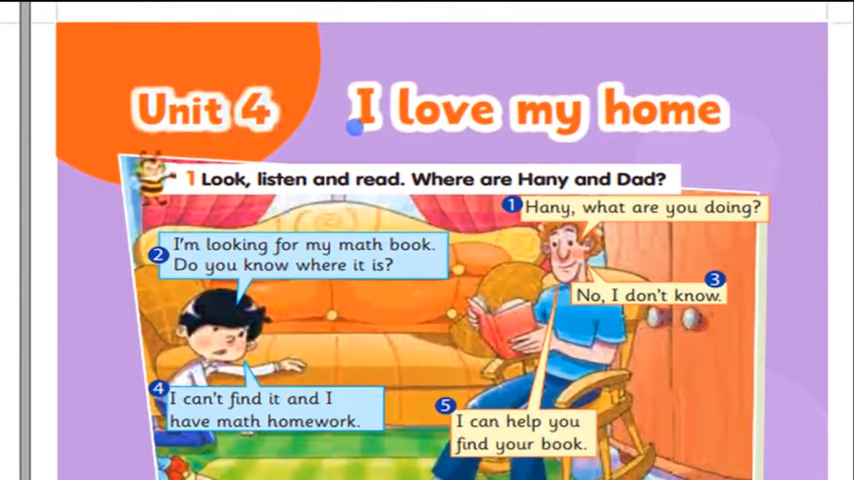 Unit 4
I love my home
1 Look, listen and read. Where are Hany and Dad?
1 Hany, what are you doing?
2 I'm looking for my math book.
Do you know where it is?
3 No, I don't know.
4 I can't find it and I
have math homework.
5 I can help you
find your book.